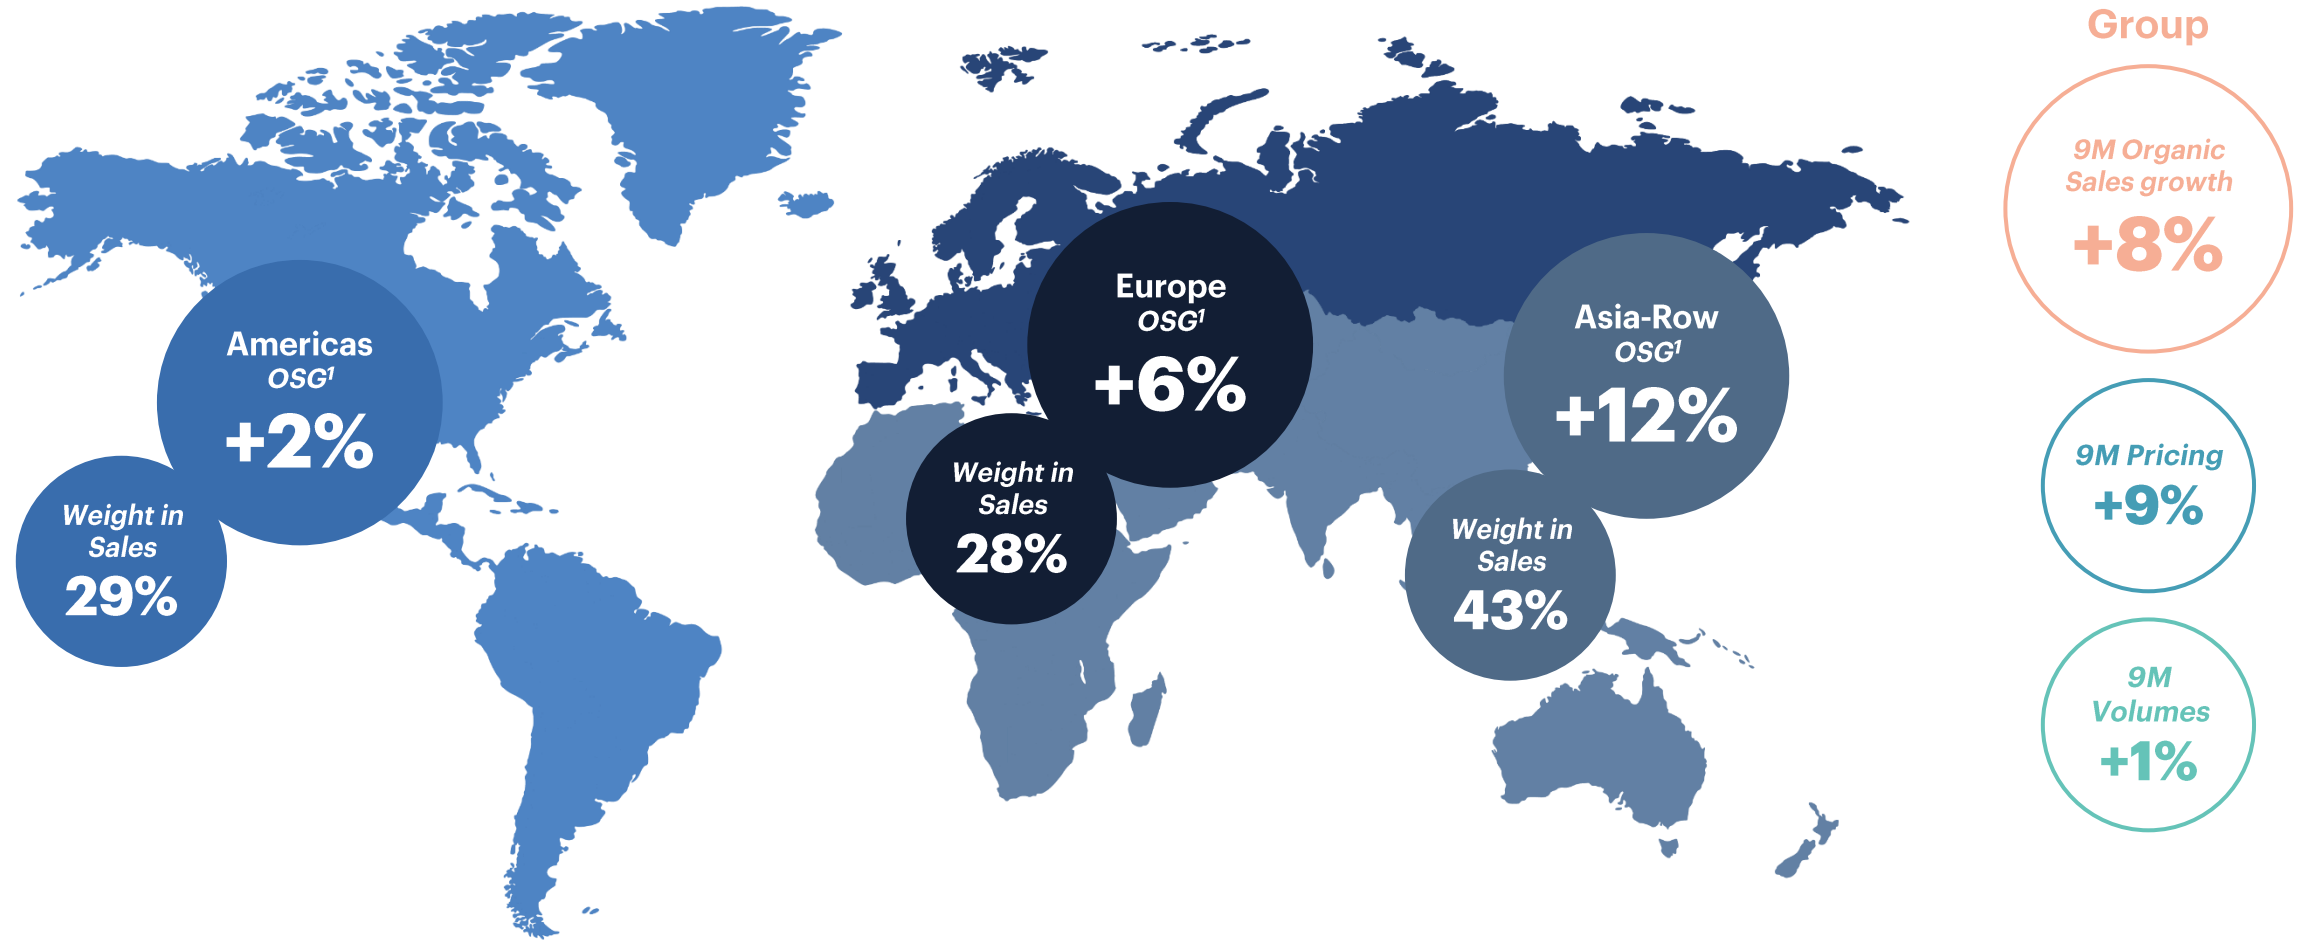 Americas
OSG¹
+2%
Weight in
Sales
29%
Europe
OSG¹
+6%
Weight in
Sales
28%
Asia-Row
OSG¹
+12%
Weight in
Sales
43%
Group
9M Organic
Sales growth
+8%
9M Pricing
+9%
9M
Volumes
+1%